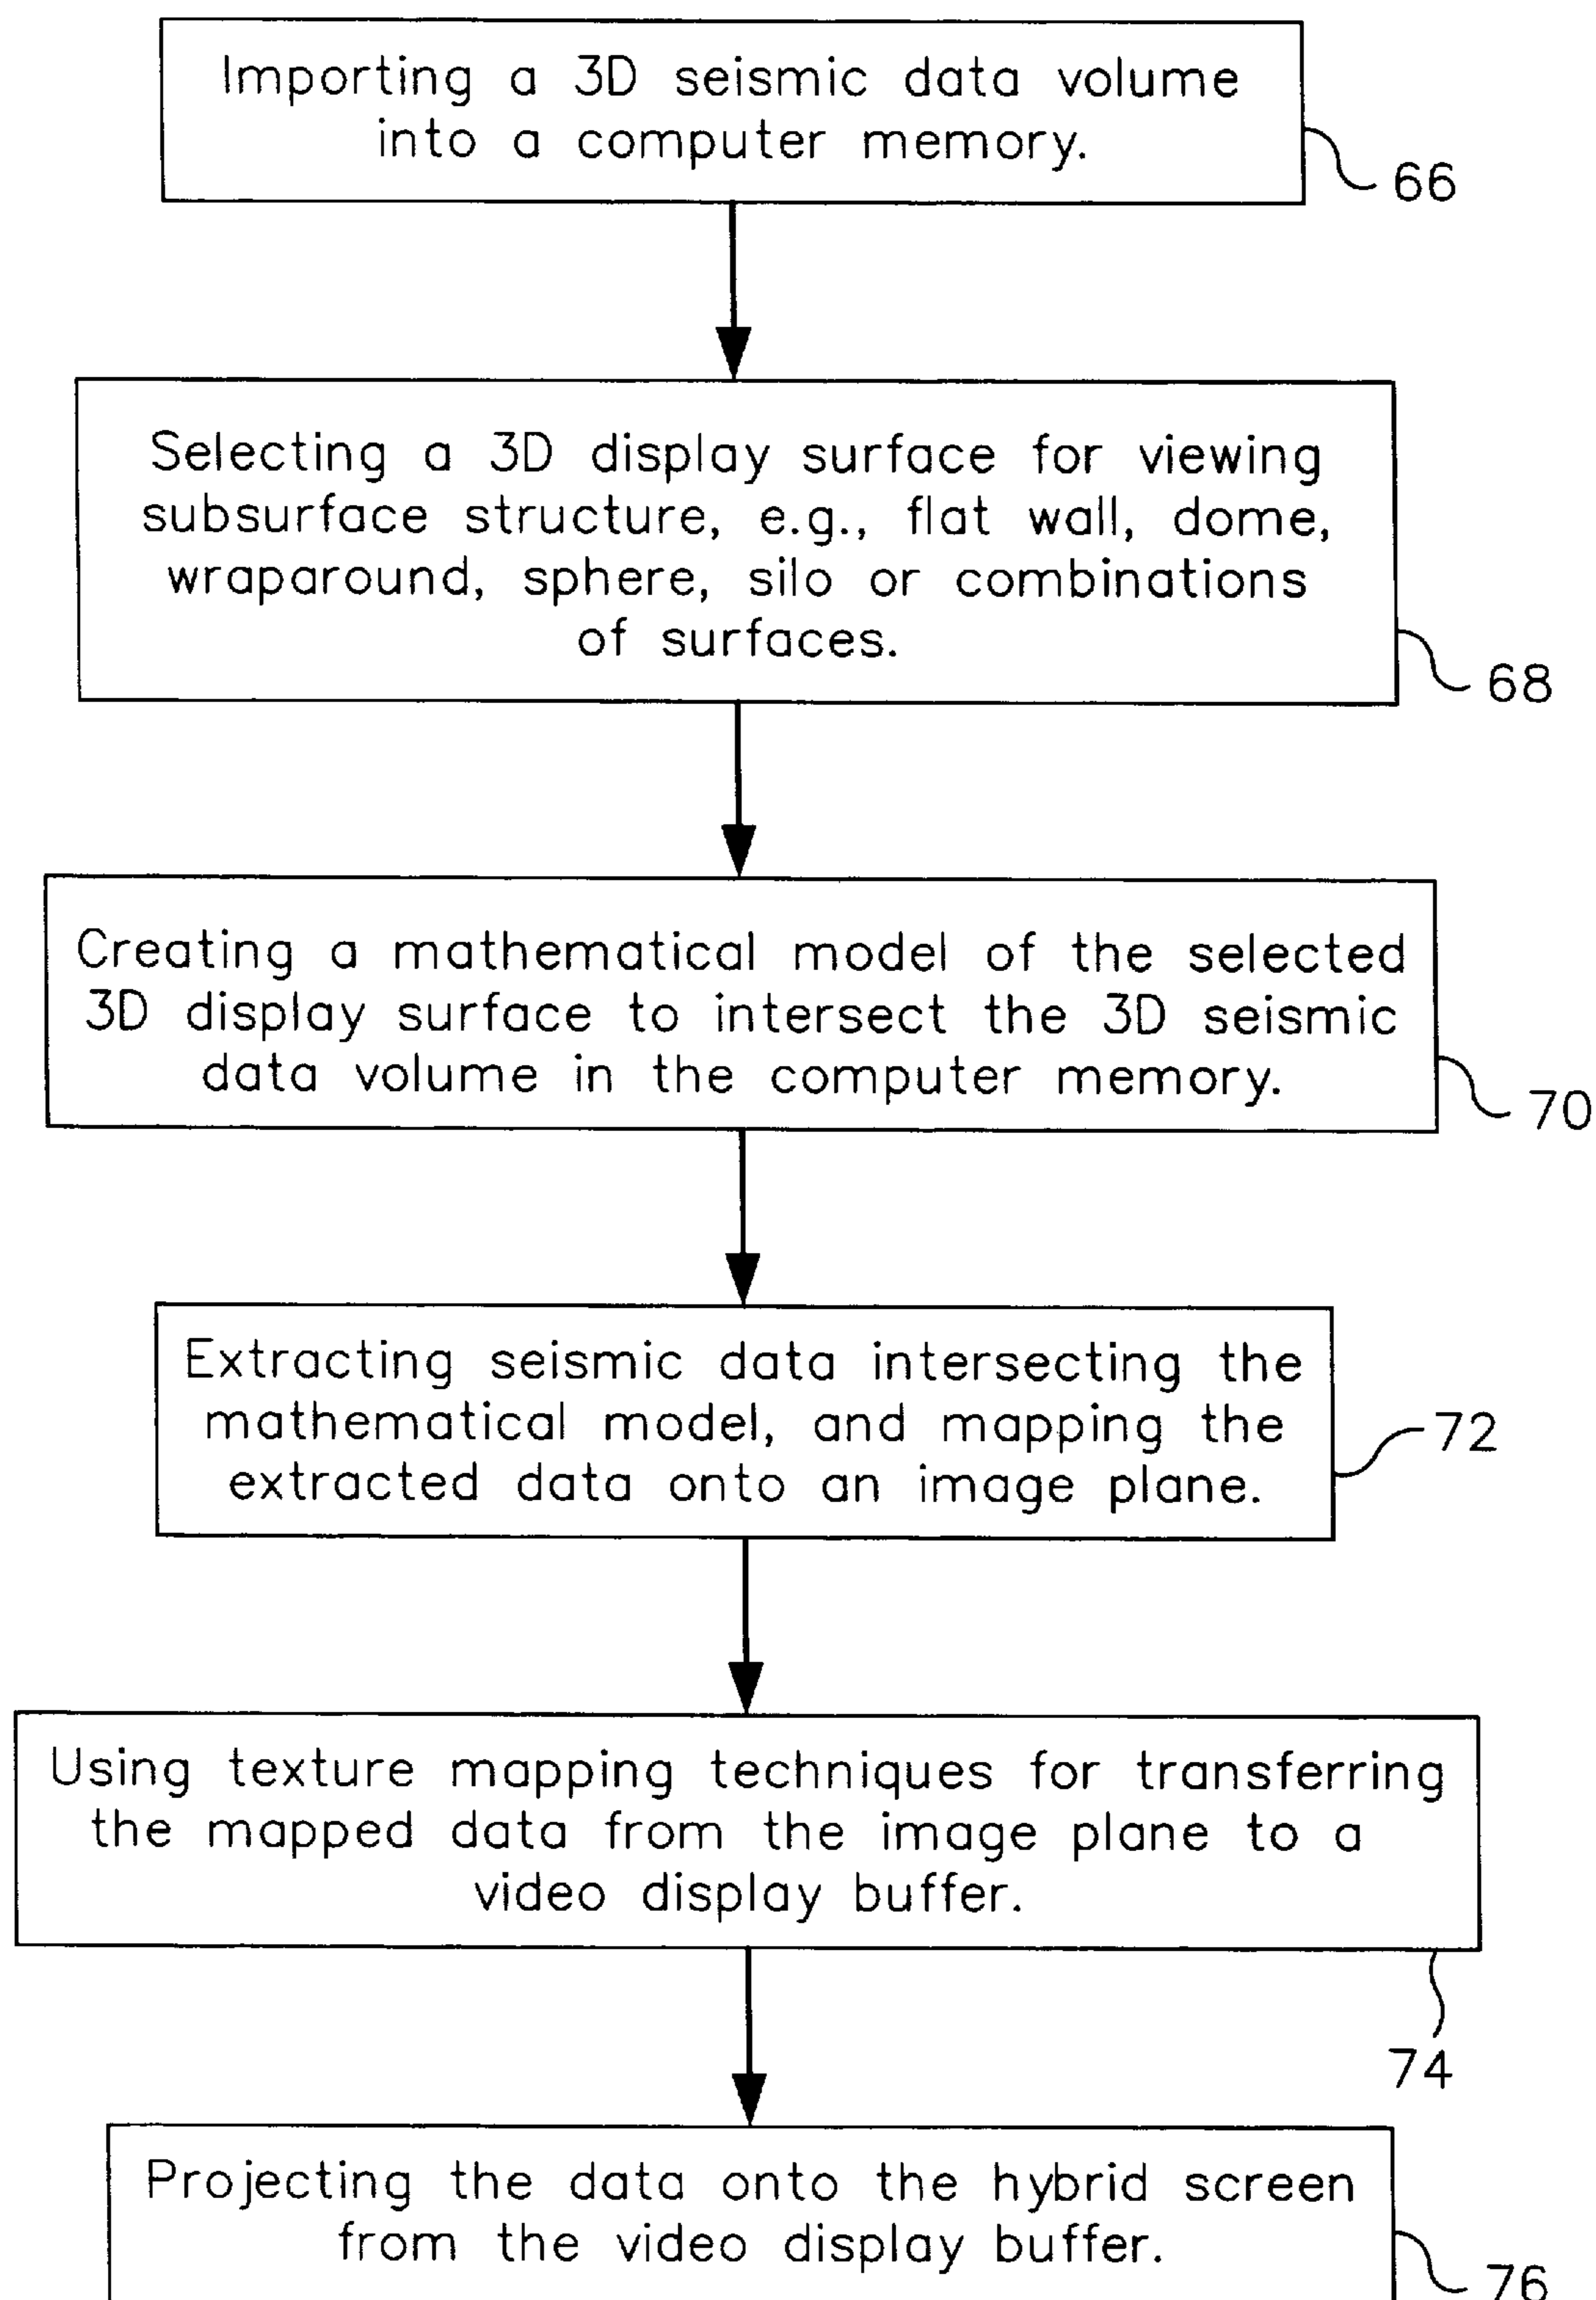 Importing a 3D seismic data volume
into a computer memory.
66
Selecting a 3D display surface for viewing
subsurface structure, e.g., flat wall, dome,
wraparound, sphere, silo or combinations
of surfaces.
68
Creating a mathematical model of the selected
3D display surface to intersect the 3D seismic
data volume in the computer memory.
70
Extracting seismic data intersecting the
mathematical model, and mapping the
extracted data onto an image plane.
72
Using texture mapping techniques for transferring
the mapped data from the image plane to a
video display buffer.
74
Projecting the data onto the hybrid screen
from the video display buffer.
76